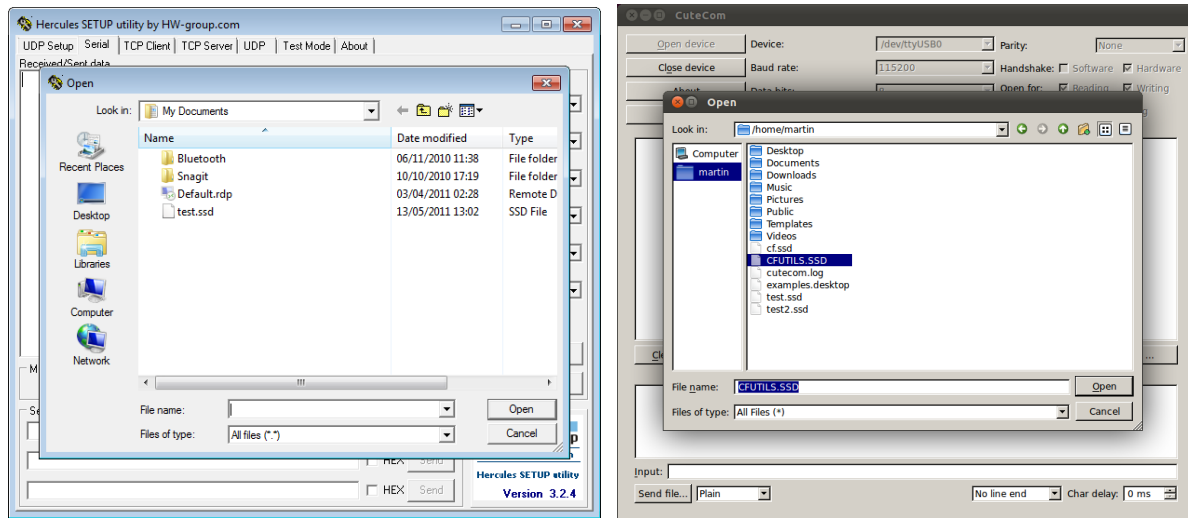 Hercules SETUP utility by HW-group.com
UDP Setup Serial TCP Client TCP Server UDP Test Mode About
Received/Sent data
Open
Look in: My Documents
Name Date modified Type
Recent Places
Desktop
Libraries
Computer
Network
Bluetooth 06/11/2010 11:38 File folder
Snagit 10/10/2010 17:19 File folder
Default.rdp 03/04/2011 02:28 Remote D
test.ssd 13/05/2011 13:02 SSD File
M
Se
File name: Open
Files of type: All files (*.*) Cancel
p
HEX Send
HEX Send
Hercules SETUP utility
Version 3.2.4
CuteCom
Open device Device: /dev/ttyUSB0 Parity: None
Close device Baud rate: 115200 Handshake: Software Hardware
About Data bits: Open for: Reading Writing
Open
Look in: /home/martin
Computer
martin
Desktop
Documents
Downloads
Music
Pictures
Public
Templates
Videos
cf.ssd
CFUTILS.SSD
cutecom.log
examples.desktop
test.ssd
test2.ssd
Cle ...
File name: CFUTILS.SSD Open
Files of type: All Files (*) Cancel
Input:
Send file... Plain No line end Char delay: 0 ms